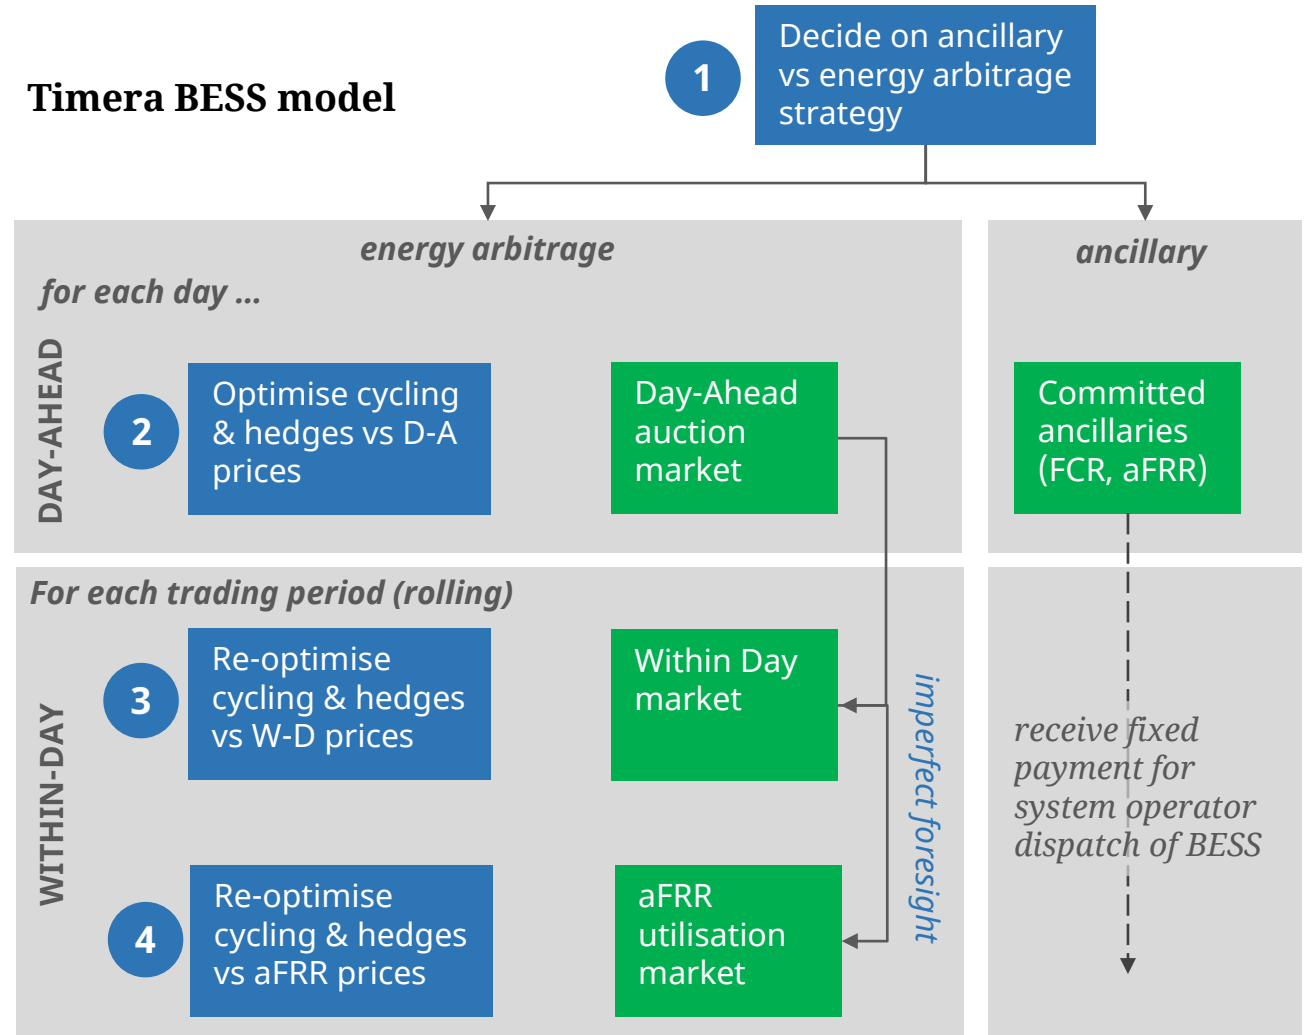 Timera BESS model
1
Decide on ancillary
vs energy arbitrage
strategy
energy arbitrage
for each day ...
DAY-AHEAD
2
Optimise cycling
& hedges vs D-A
prices
Day-Ahead
auction
market
ancillary
Committed
ancillaries
(FCR, aFRR)
For each trading period (rolling)
WITHIN-DAY
3
Re-optimise
cycling & hedges
vs W-D prices
Within Day
market
imperfect foresight
4
Re-optimise
cycling & hedges
vs aFRR prices
aFRR
utilisation
market
receive fixed
payment for
system operator
dispatch of BESS